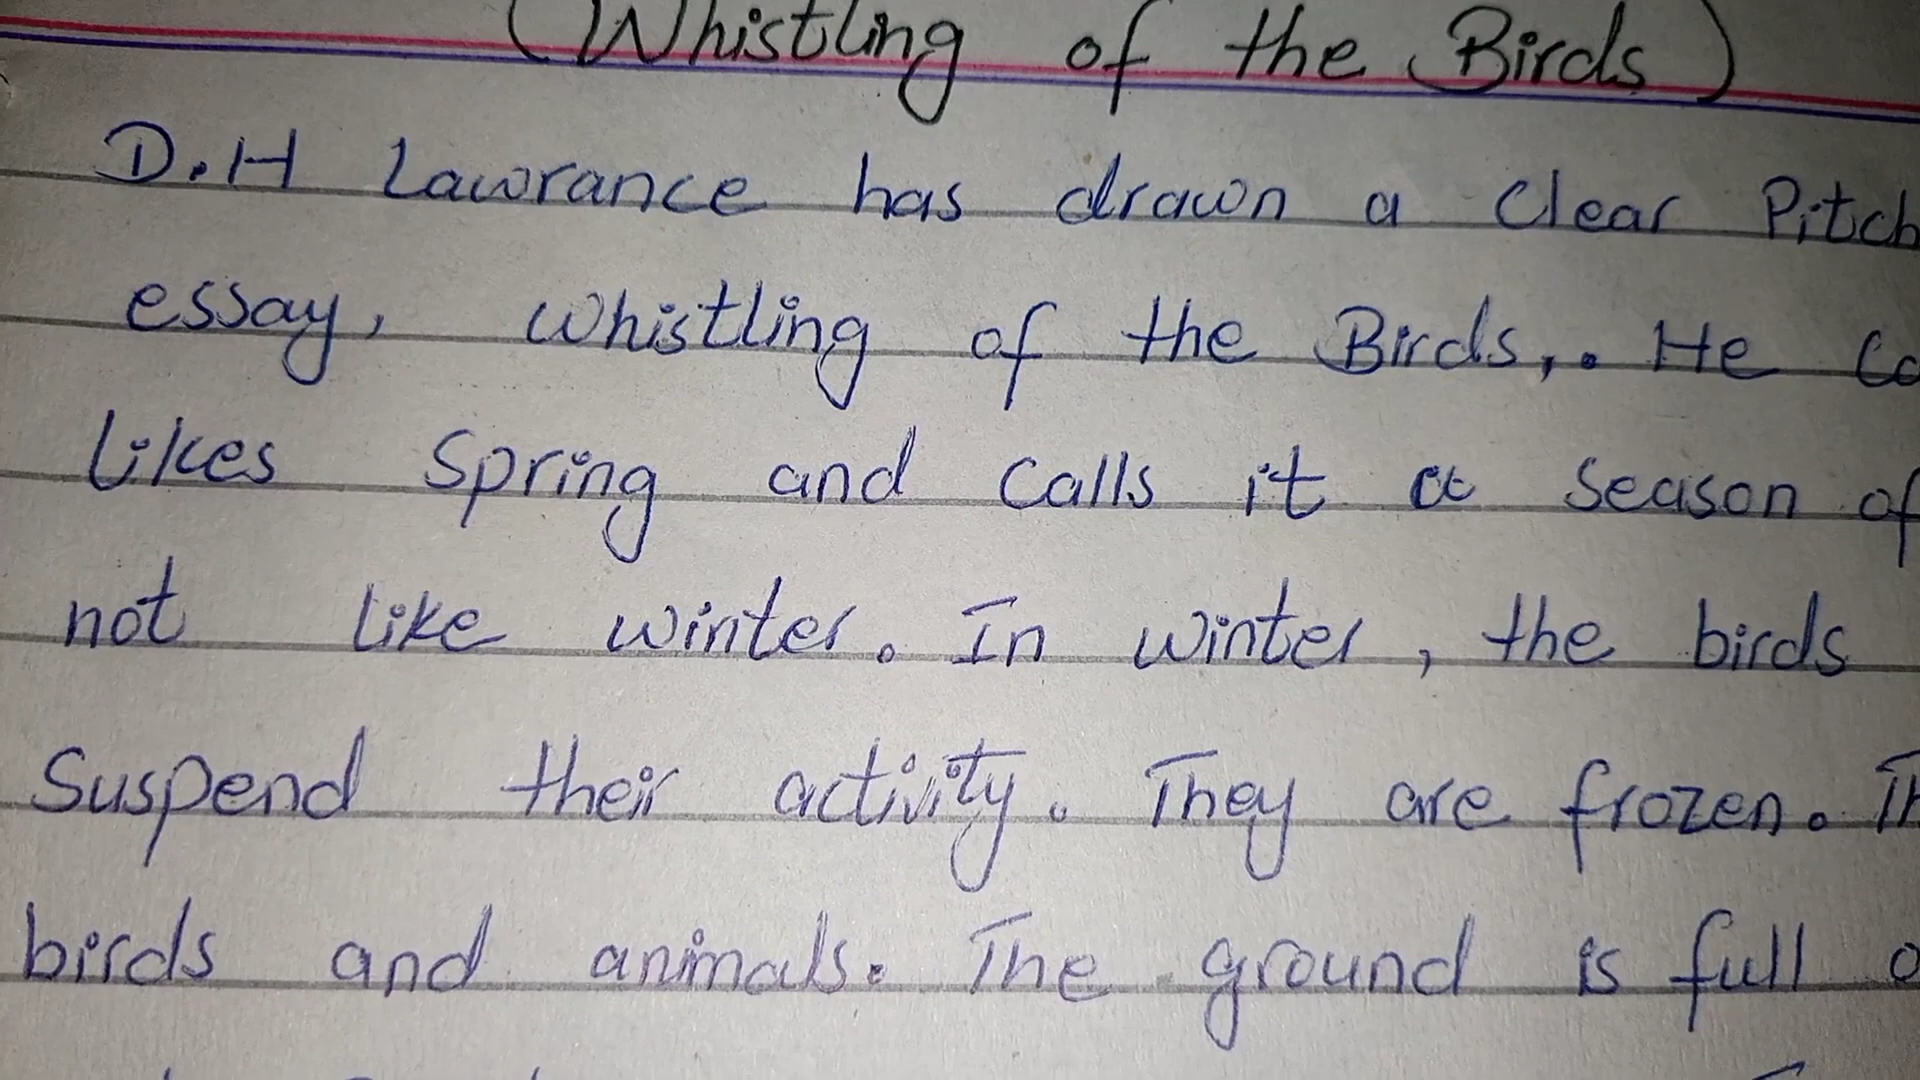 (Whistling of the Birds)
D.H Lawrance has drawn a Clear Pitch
essay, Whistling of the Birds,. He Co
likes Spring and Calls it a Season of
not like winter. In winter, the birds
Suspend their activity. They are frozen. Th
birds and animals. The ground is full o